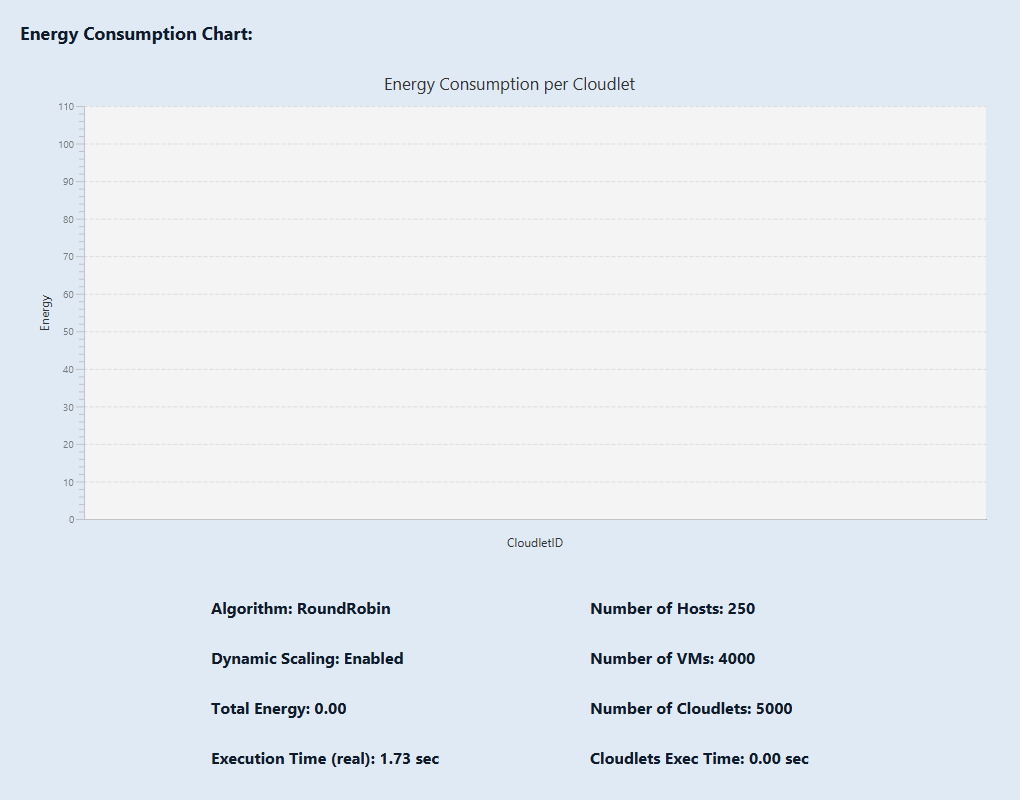 Energy Consumption Chart:
Energy Consumption per Cloudlet
110
100
90
80
70
60
50
40
30
20
10
0
Energy
CloudletID
Algorithm: RoundRobin
Number of Hosts: 250
Dynamic Scaling: Enabled
Number of VMs: 4000
Total Energy: 0.00
Number of Cloudlets: 5000
Execution Time (real): 1.73 sec
Cloudlets Exec Time: 0.00 sec